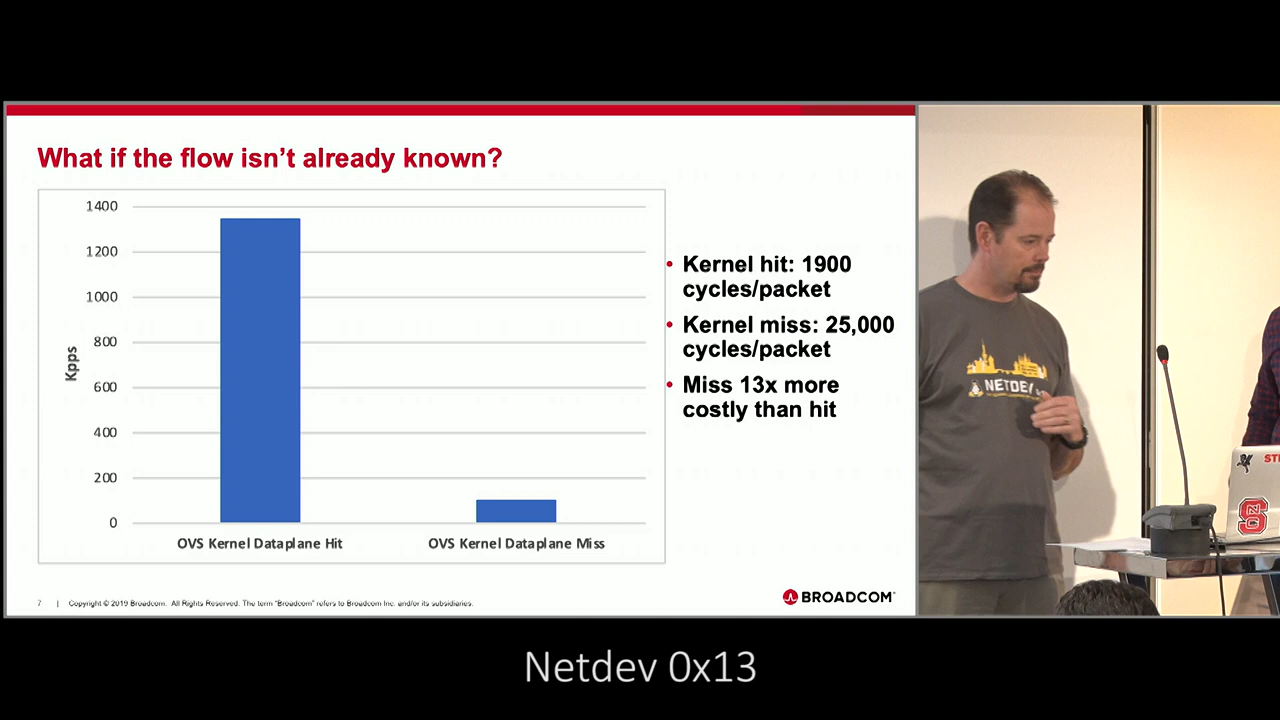 What if the flow isn't already known?
1400
1200
1000
800
600
400
200
0
Kpps
OVS Kernel Dataplane Hit
OVS Kernel Dataplane Miss
• Kernel hit: 1900
cycles/packet
• Kernel miss: 25,000
cycles/packet
• Miss 13x more
costly than hit
7 | Copyright © 2019 Broadcom. All Rights Reserved. The term "Broadcom" refers to Broadcom Inc. and/or its subsidiaries.
BROADCOM
NETDEV
Netdev 0x13